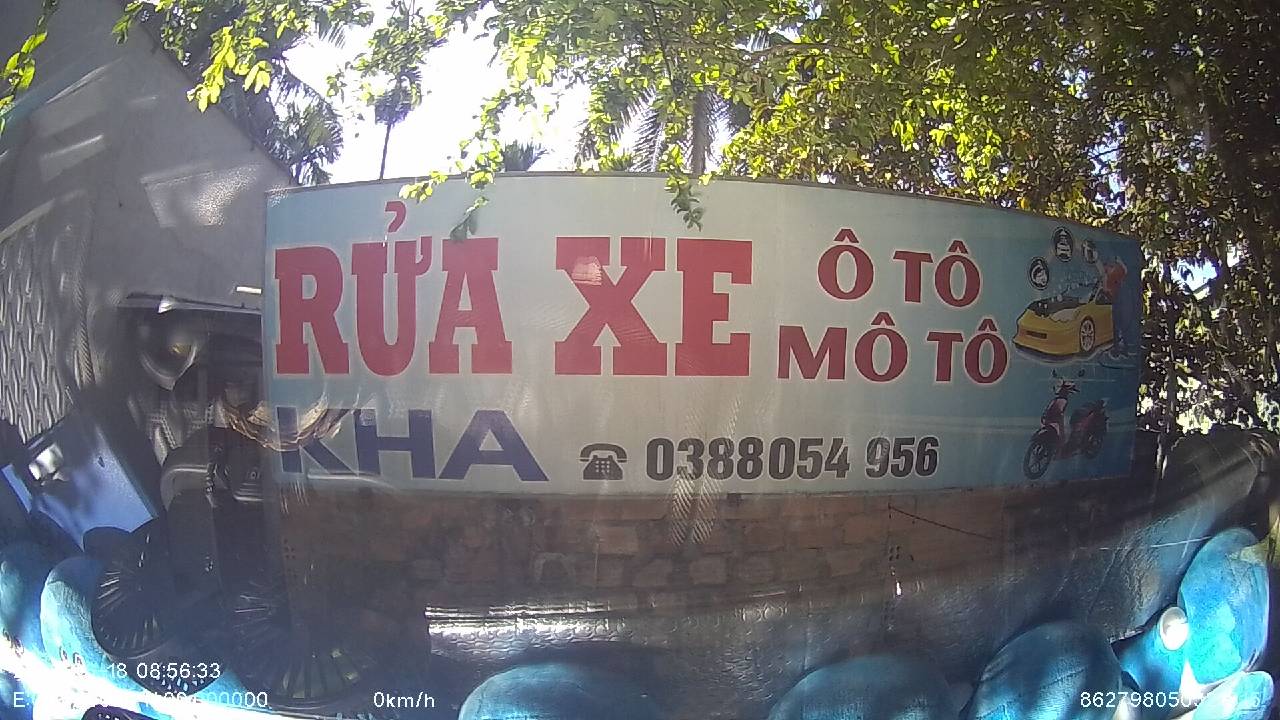 RỬA XE
Ô TÔ
MÔ TÔ
KHA
0388054 956
08:56:33
0km/h